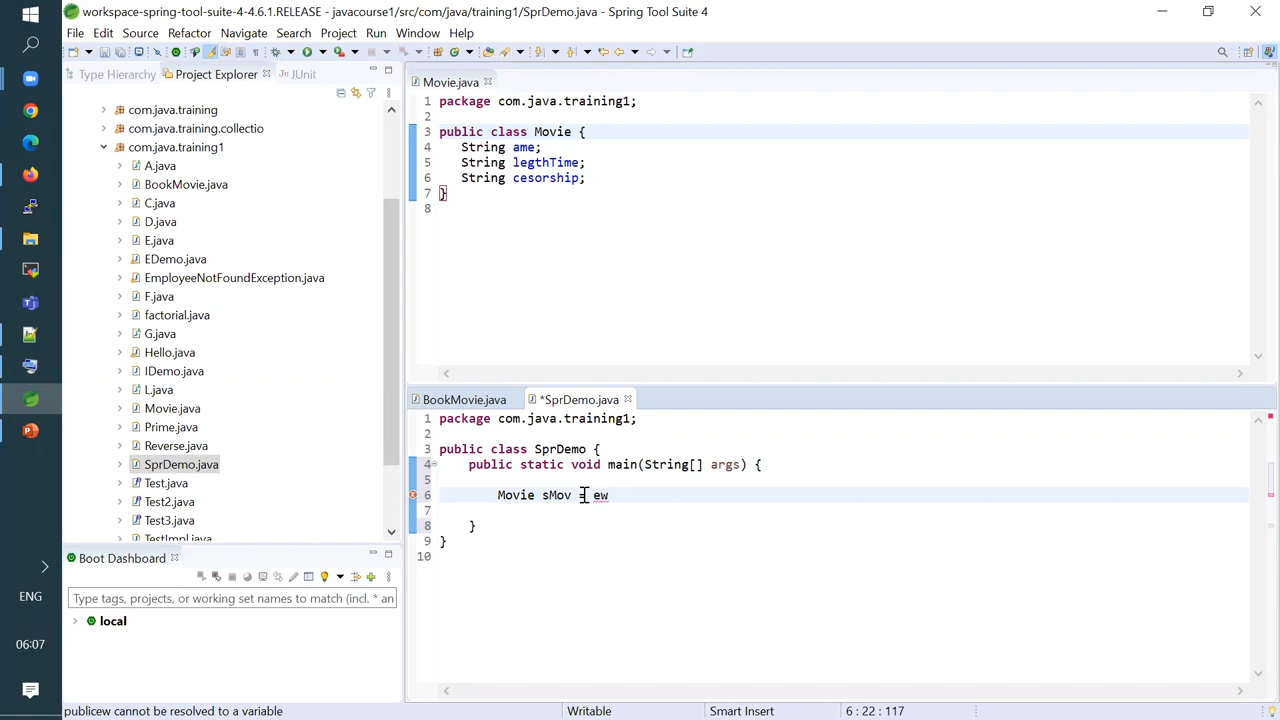 workspace-spring-tool-suite-4-4.6.1.RELEASE - javacourse1/src/com/java/training1/SprDemo.java - Spring Tool Suite 4
File Edit Source Refactor Navigate Search Project Run Window Help
Type Hierarchy Project Explorer JUnit
com.java.training
com.java.training.collectio
com.java.training1
A.java
BookMovie.java
C.java
D.java
E.java
EDemo.java
EmployeeNotFoundException.java
F.java
factorial.java
G.java
Hello.java
IDemo.java
L.java
Movie.java
Prime.java
Reverse.java
SprDemo.java
Test.java
Test2.java
Test3.java
TestImpl.java
Boot Dashboard
Type tags, projects, or working set names to match (incl. * an
local
Movie.java
1 package com.java.training1;
2
3 public class Movie {
4 String ame;
5 String legthTime;
6 String cesorship;
7 }
8
BookMovie.java *SprDemo.java
1 package com.java.training1;
2
3 public class SprDemo {
4 public static void main(String[] args) {
5
6 Movie sMov = ew
7
8 }
9 }
10
ENG
06:07
publicew cannot be resolved to a variable Writable Smart Insert 6 : 22 : 117